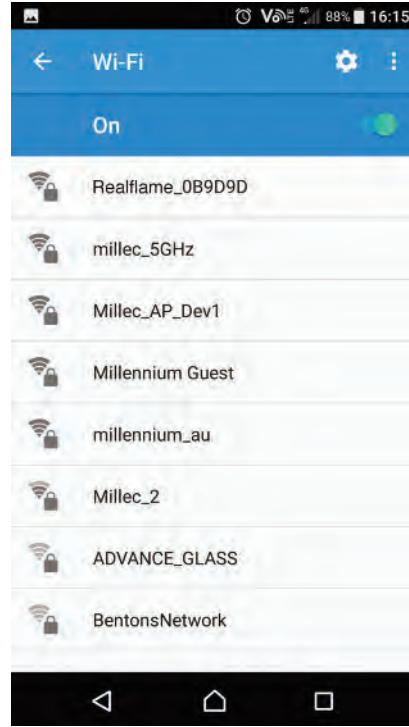 88% 16:15
Wi-Fi
On
Realflame_0B9D9D
millec_5GHz
Millec_AP_Dev1
Millennium Guest
millennium_au
Millec_2
ADVANCE_GLASS
BentonsNetwork